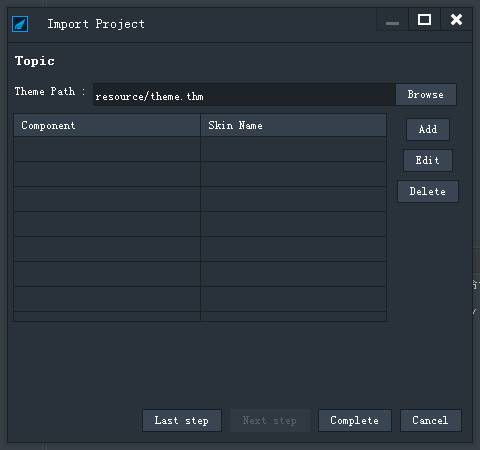 Import Project
Topic
Theme Path : resource/theme.thm Browse
Component Skin Name
Add
Edit
Delete
Last step Next step Complete Cancel